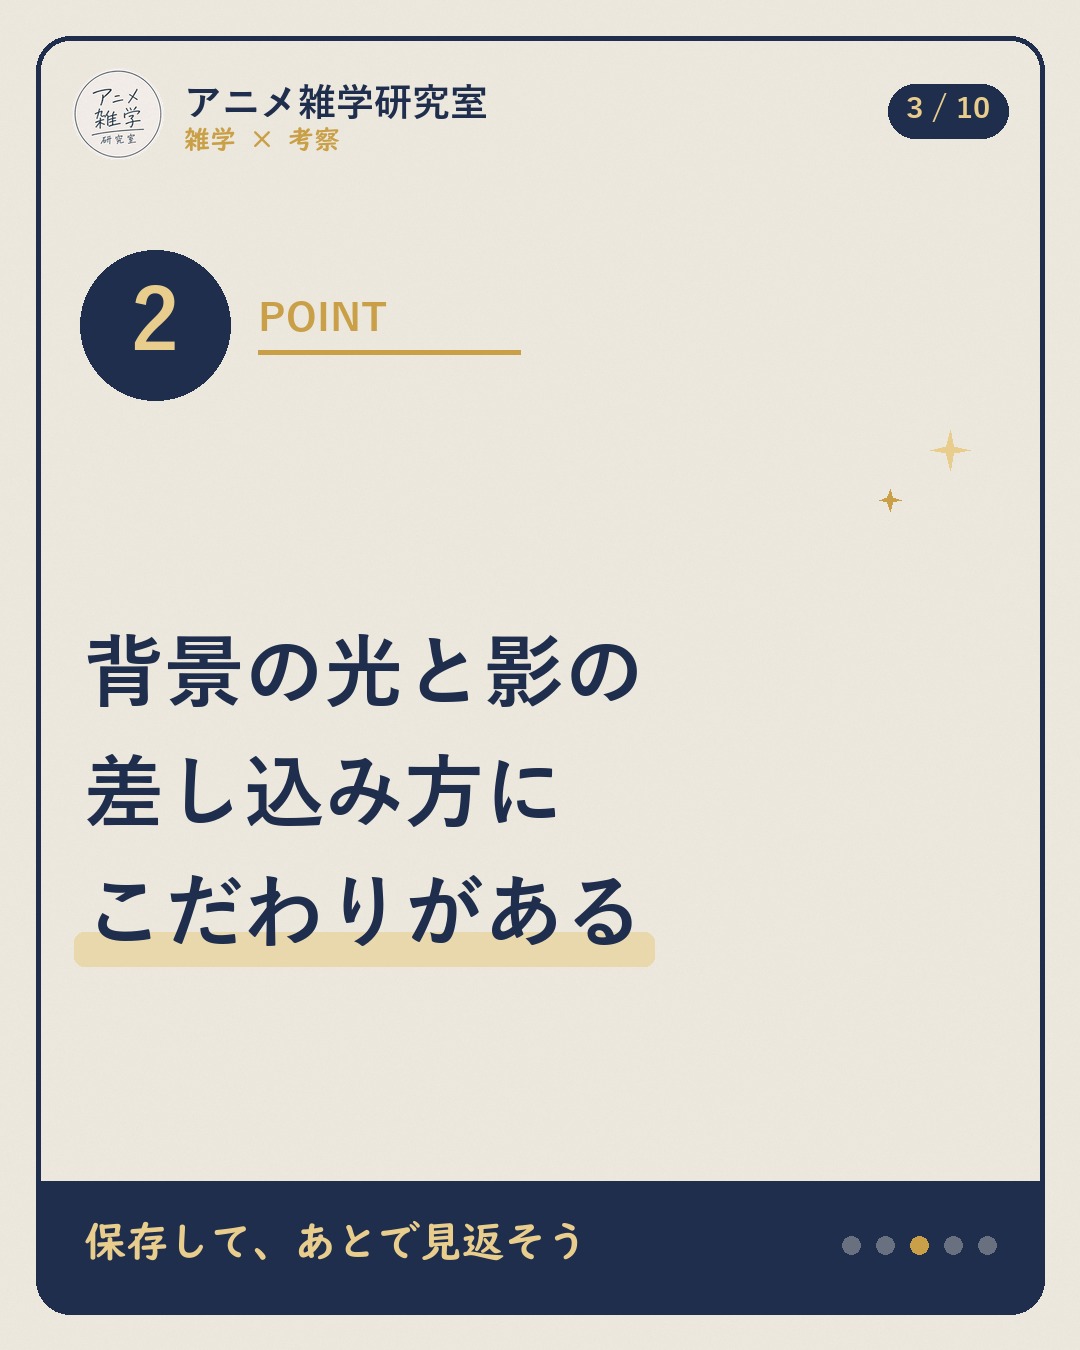 アニメ
雑学
研究室
アニメ雑学研究室
雑学 × 考察
3 / 10
2
POINT
背景の光と影の
差し込み方に
こだわりがある
保存して、あとで見返そう